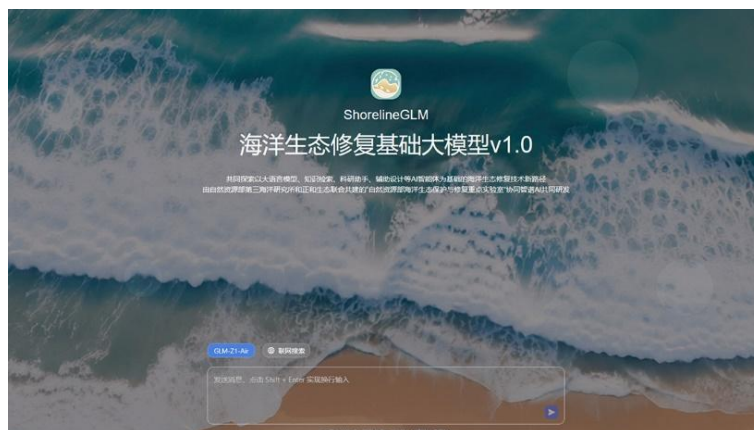 ShorelineGLM
海洋生态修复基础大模型v1.0
共同探索以大语言模型、知识检索、科研助手、辅助设计等AI智能体为基础的海洋生态修复技术新路径
由自然资源部第三海洋研究所和正和生态联合共建的“自然资源部海洋生态保护与修复重点实验室”协同智谱AI共同研发
GLM-Z1-Air
联网搜索
发送消息，点击 Shift + Enter 实现换行输入